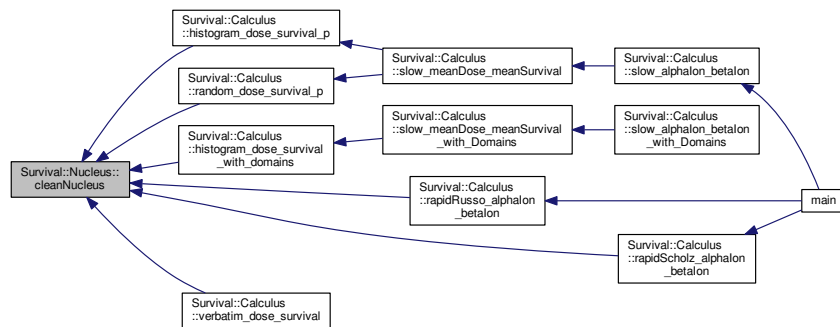 Survival::Nucleus::
cleanNucleus
Survival::Calculus
::histogram_dose_survival_p
Survival::Calculus
::random_dose_survival_p
Survival::Calculus
::histogram_dose_survival
_with_domains
Survival::Calculus
::rapidRusso_alphaIon
_betaIon
Survival::Calculus
::rapidScholz_alphaIon
_betaIon
Survival::Calculus
::verbatim_dose_survival
Survival::Calculus
::slow_meanDose_meanSurvival
Survival::Calculus
::slow_meanDose_meanSurvival
_with_Domains
Survival::Calculus
::slow_alphaIon_betaIon
Survival::Calculus
::slow_alphaIon_betaIon
_with_Domains
main